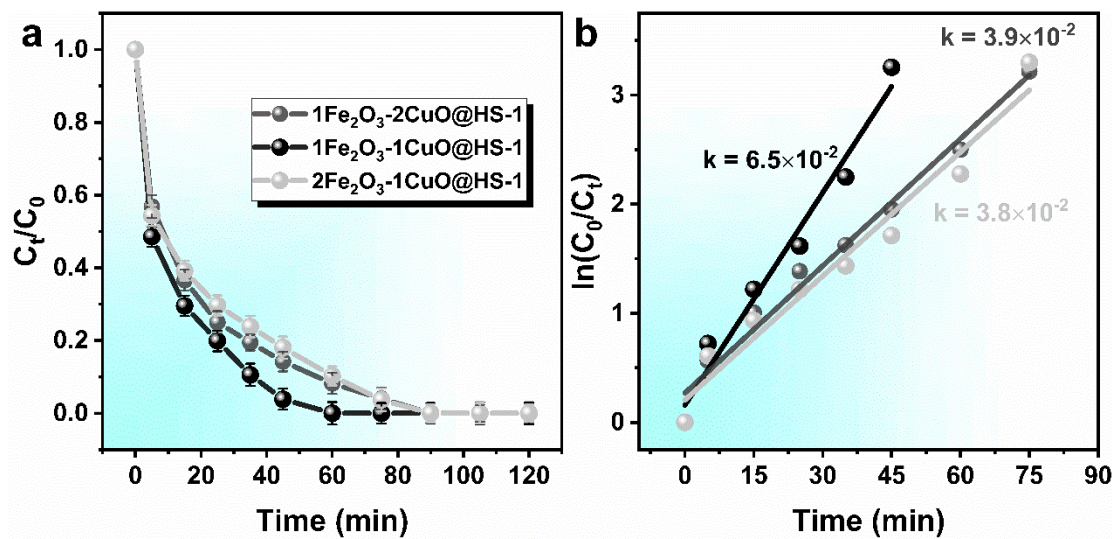 a
1.0
0.8
0.6
0.4
0.2
0.0
C_t/C_0
0
20
40
60
80
100
120
Time (min)
1Fe₂O₃-2CuO@HS-1
1Fe₂O₃-1CuO@HS-1
2Fe₂O₃-1CuO@HS-1
b
3
2
1
0
ln(C₀/C_t)
0
15
30
45
60
75
90
Time (min)
k = 3.9×10⁻²
k = 6.5×10⁻²
k = 3.8×10⁻²